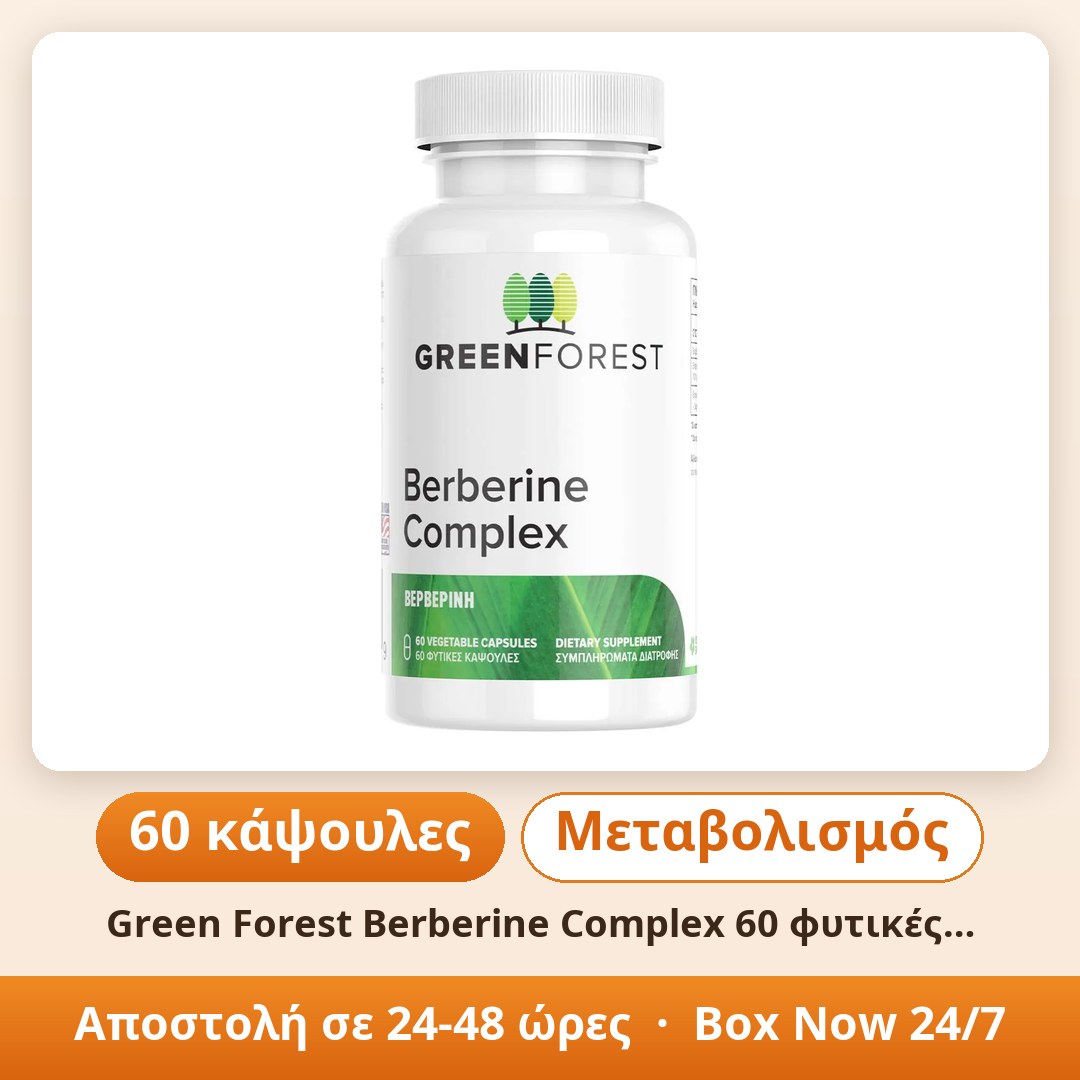 GREENFOREST
Berberine
Complex
ΒΕΡΒΕΡΙΝΗ
60 VEGETABLE CAPSULES
60 ΦΥΤΙΚΕΣ ΚΑΨΟΥΛΕΣ
DIETARY SUPPLEMENT
ΣΥΜΠΛΗΡΩΜΑΤΑ ΔΙΑΤΡΟΦΗΣ
60 κάψουλες
Μεταβολισμός
Green Forest Berberine Complex 60 φυτικές...
Αποστολή σε 24-48 ώρες · Box Now 24/7